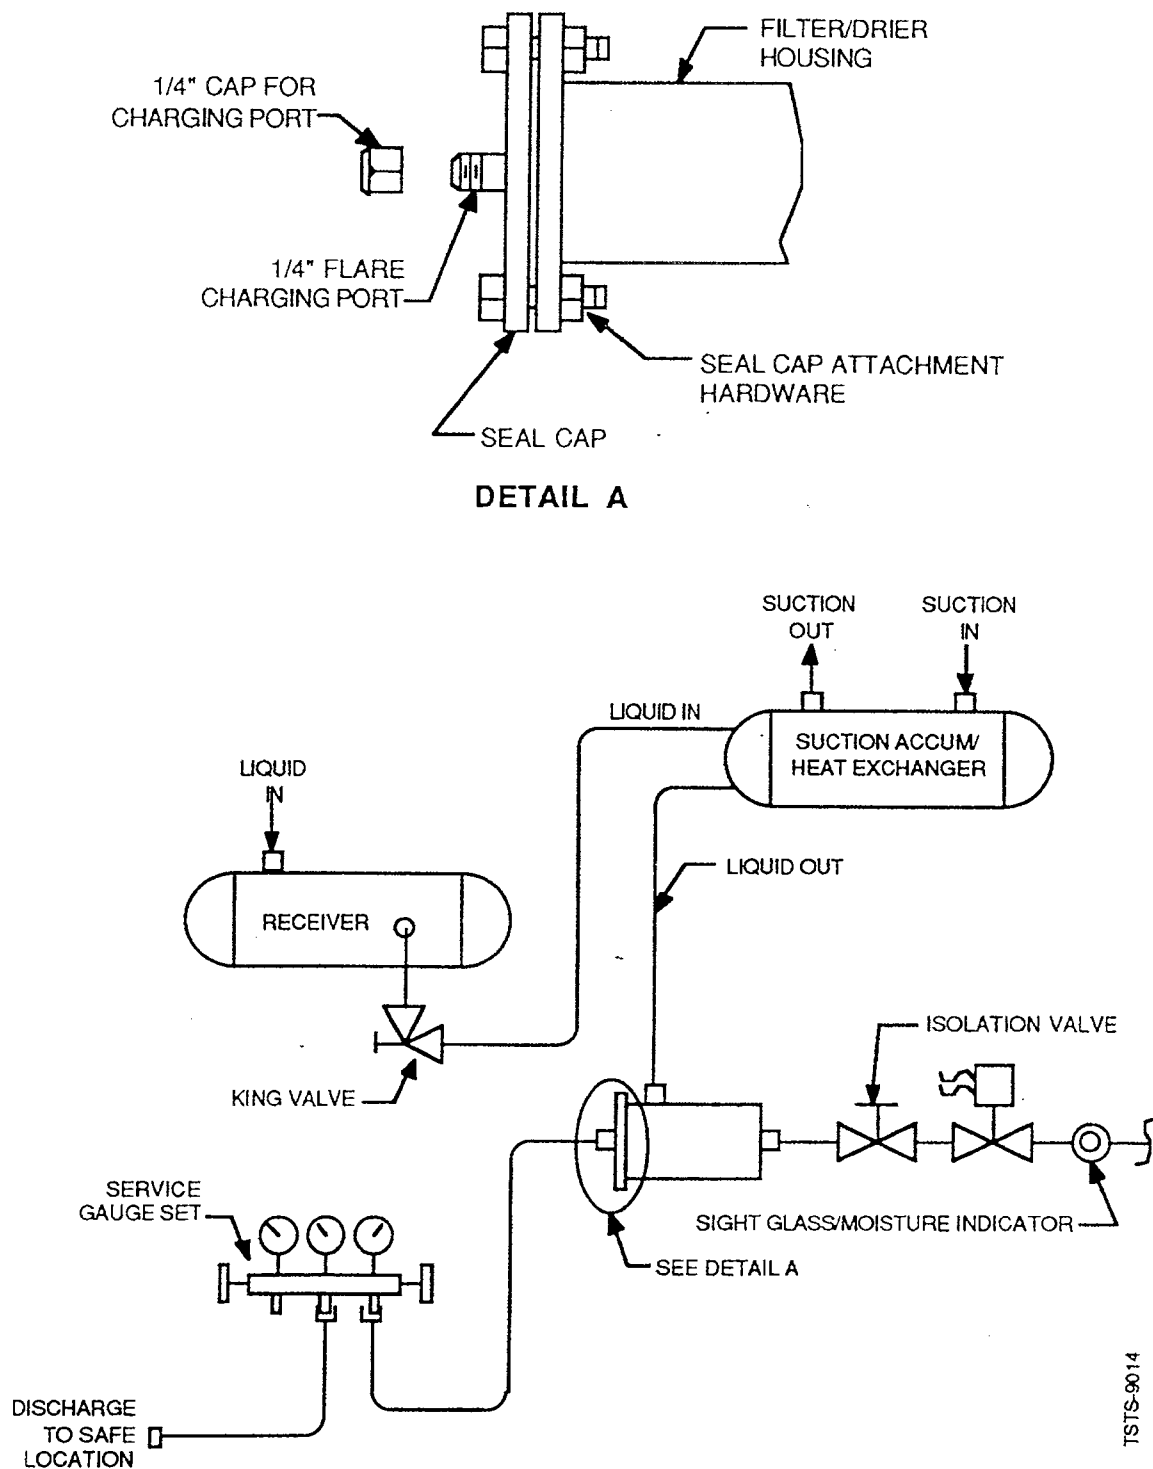 FILTER/DRIER
HOUSING
1/4" CAP FOR
CHARGING PORT
1/4" FLARE
CHARGING PORT
SEAL CAP ATTACHMENT
HARDWARE
SEAL CAP
DETAIL A
SUCTION
OUT
SUCTION
IN
LIQUID IN
SUCTION ACCUM/
HEAT EXCHANGER
LIQUID
IN
LIQUID OUT
RECEIVER
ISOLATION VALVE
KING VALVE
SERVICE
GAUGE SET
SIGHT GLASS/MOISTURE INDICATOR
SEE DETAIL A
DISCHARGE
TO SAFE
LOCATION
TSTS-9014